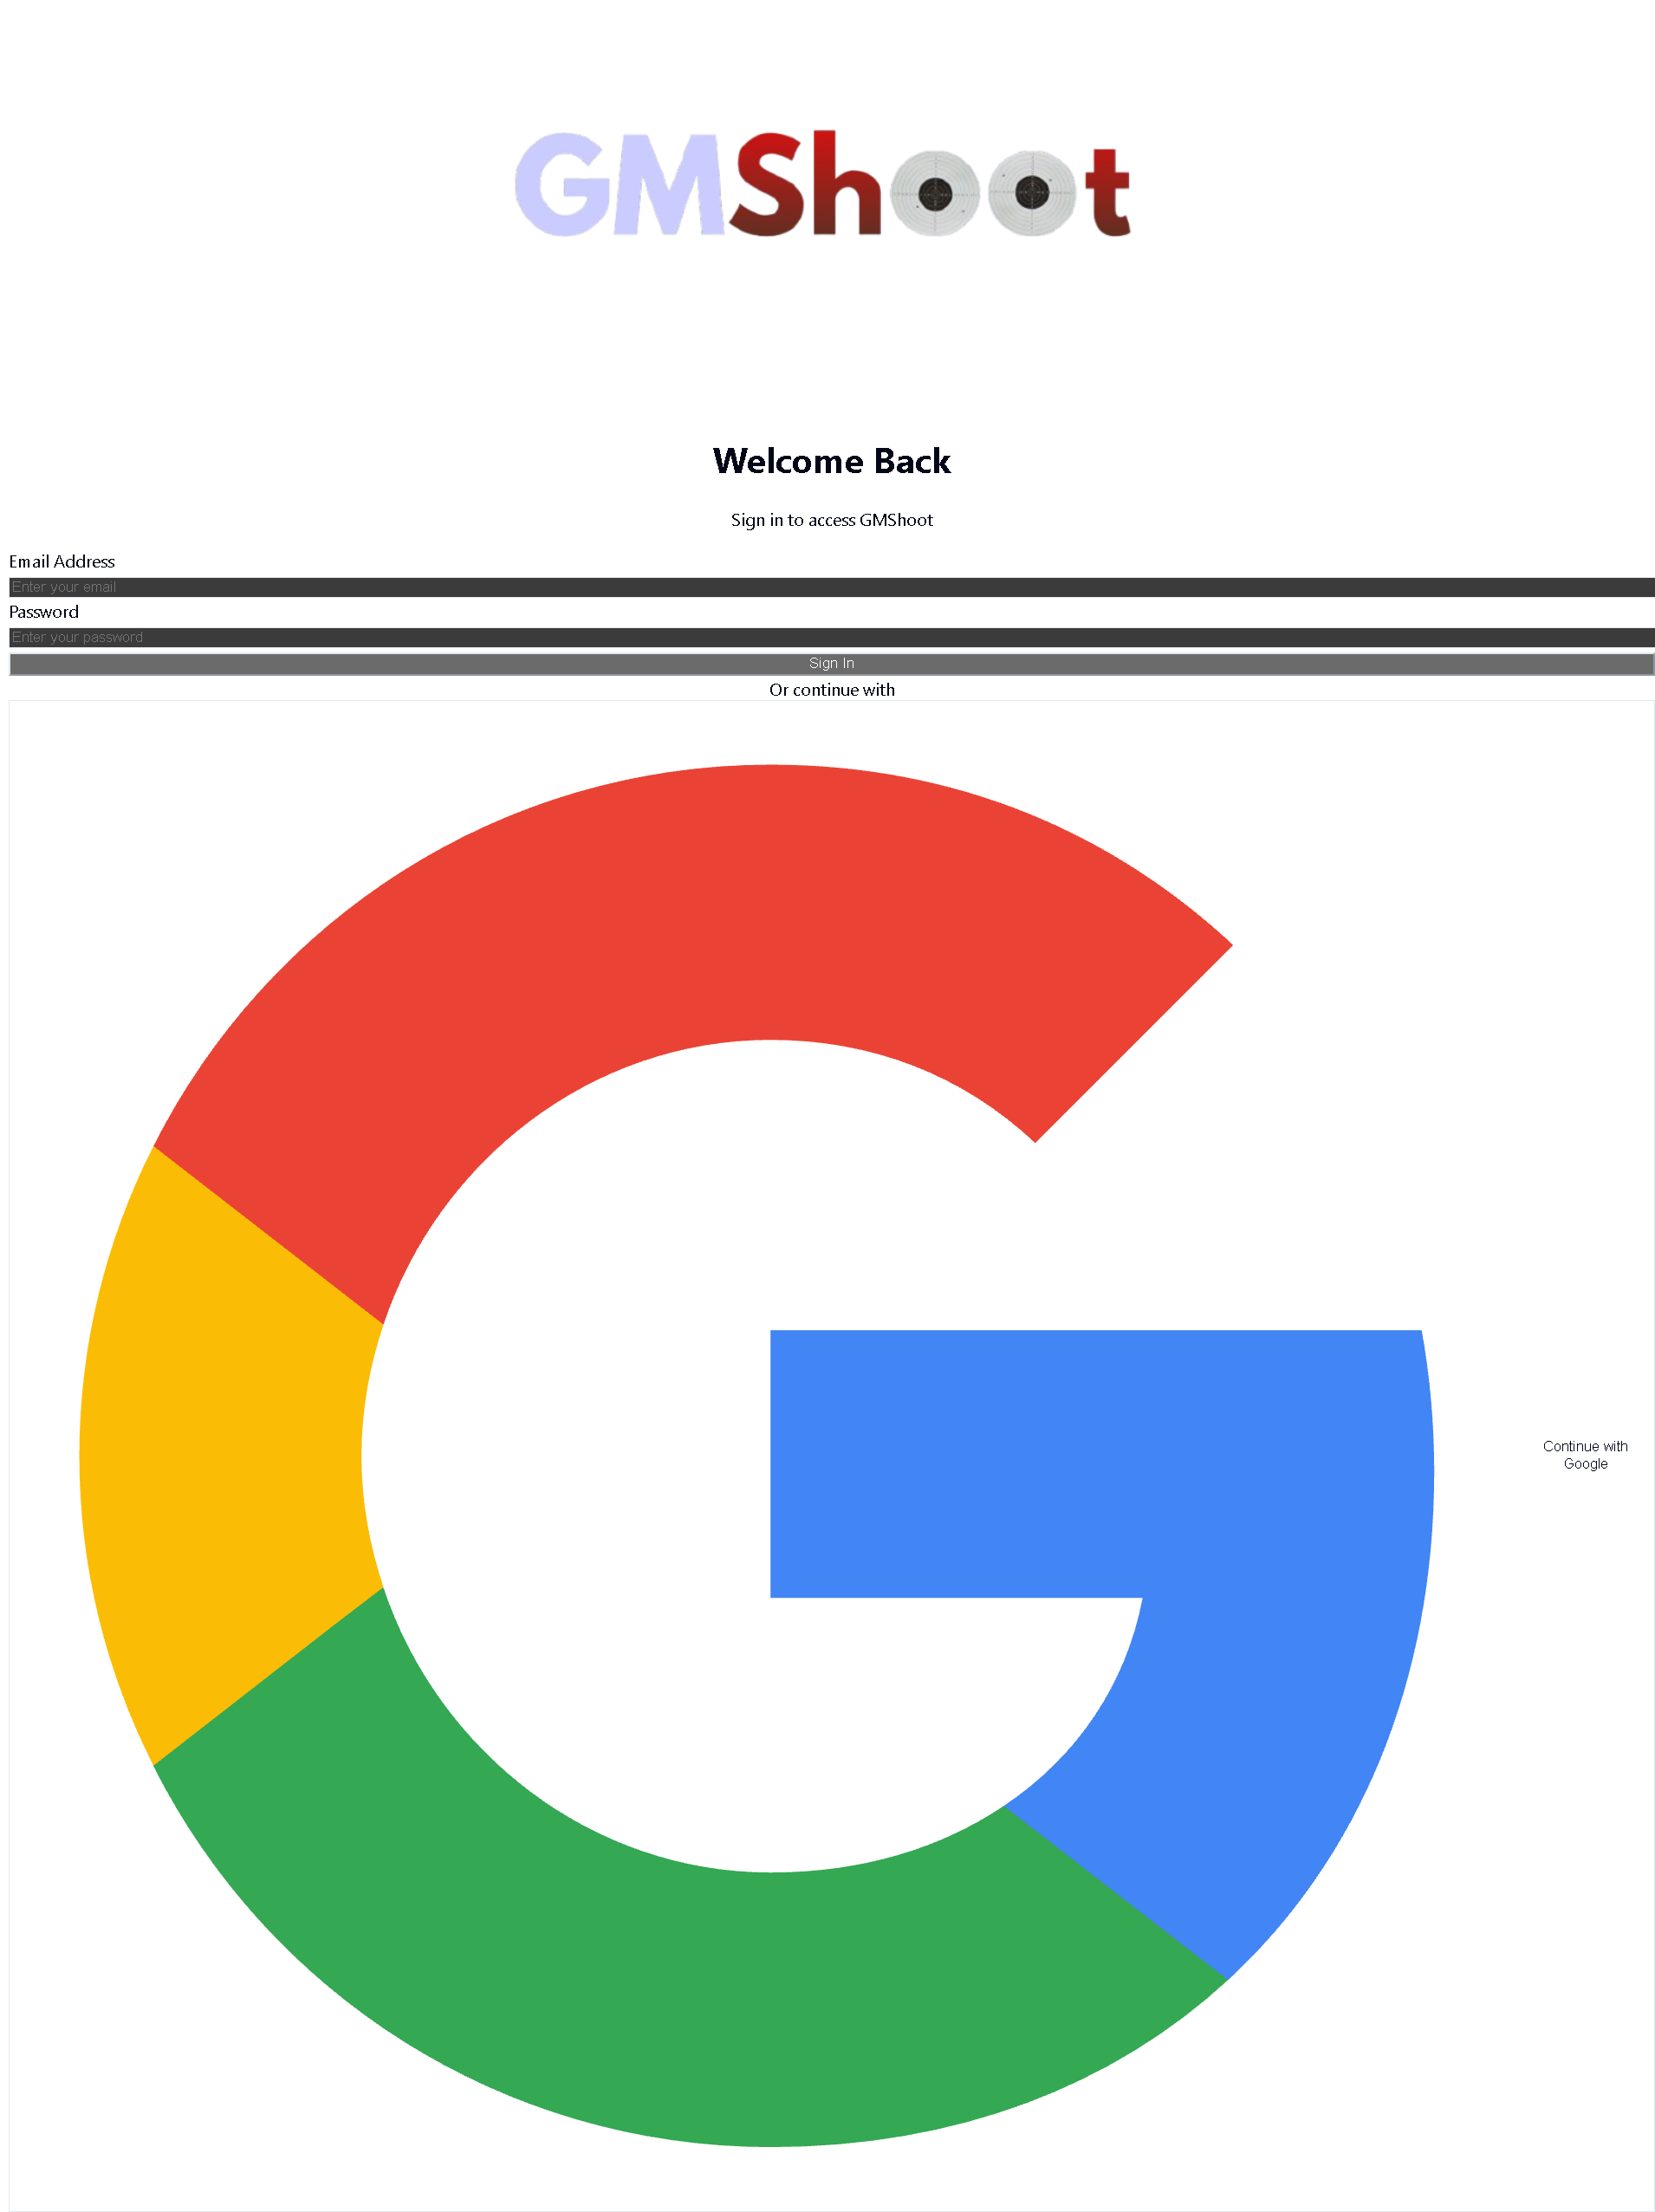 GMShoot
Welcome Back
Sign in to access GMShoot
Email Address
Enter your email
Password
Enter your password
Sign In
Or continue with
Continue with
Google